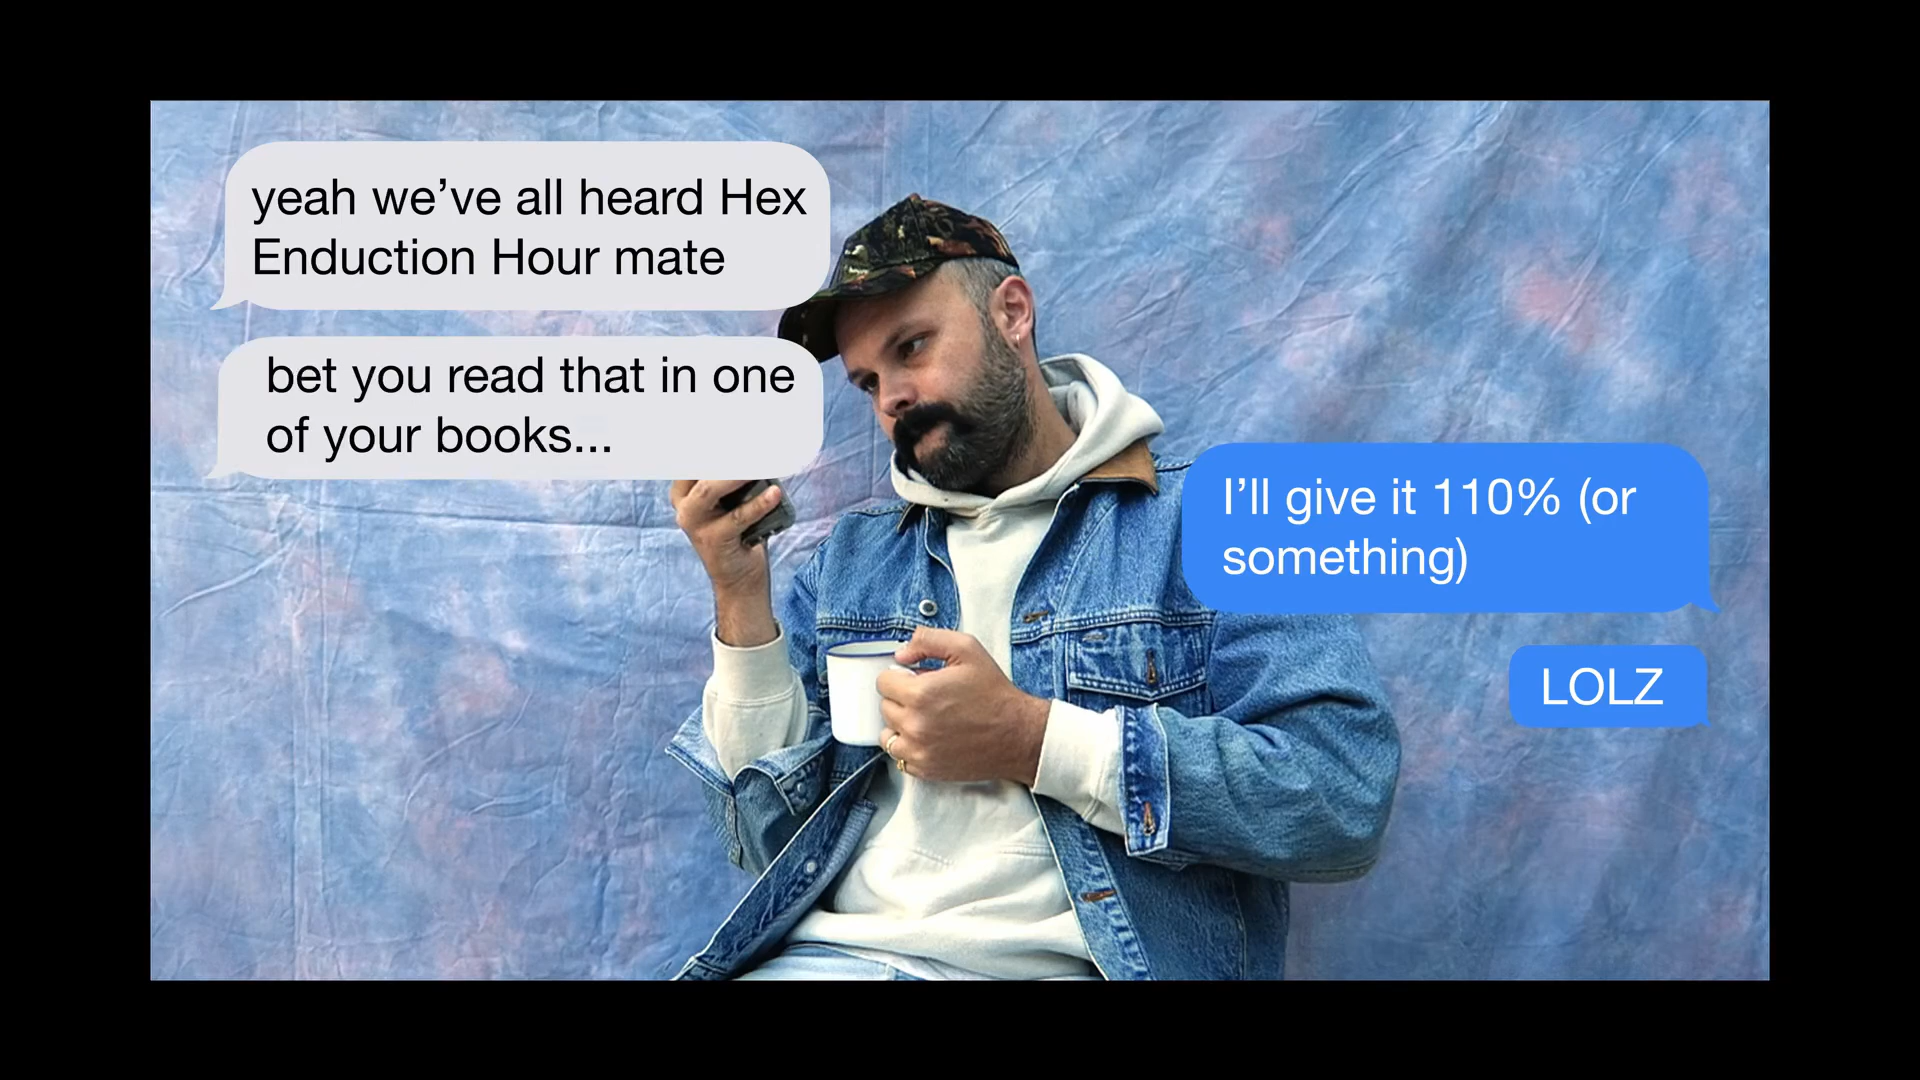 yeah we’ve all heard Hex
Enduction Hour mate
bet you read that in one
of your books...
I’ll give it 110% (or
something)
LOLZ